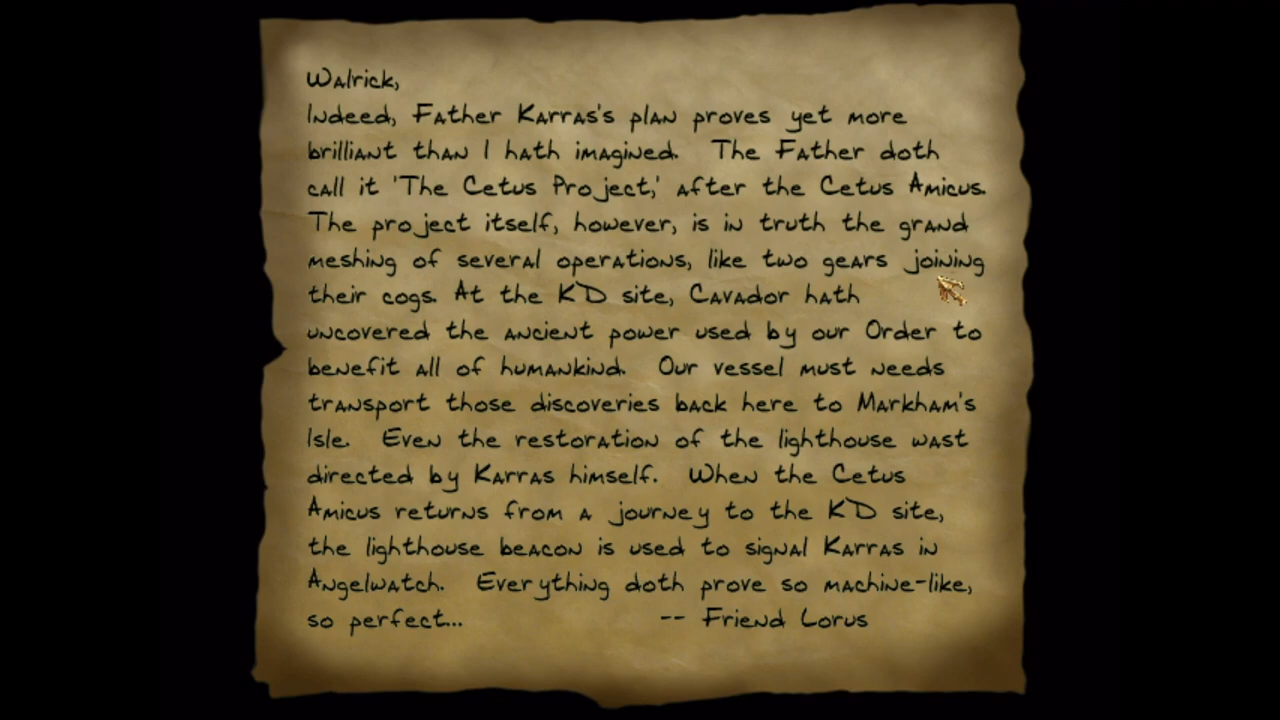 Walrick,
Indeed, Father Karras's plan proves yet more
brilliant than I hath imagined. The Father doth
call it 'The Cetus Project,' after the Cetus Amicus.
The project itself, however, is in truth the grand
meshing of several operations, like two gears joining
their cogs. At the KD site, Cavador hath
uncovered the ancient power used by our Order to
benefit all of humankind. Our vessel must needs
transport those discoveries back here to Markham's
Isle. Even the restoration of the lighthouse wast
directed by Karras himself. When the Cetus
Amicus returns from a journey to the KD site,
the lighthouse beacon is used to signal Karras in
Angelwatch. Everything doth prove so machine-like,
so perfect... -- Friend Lorus